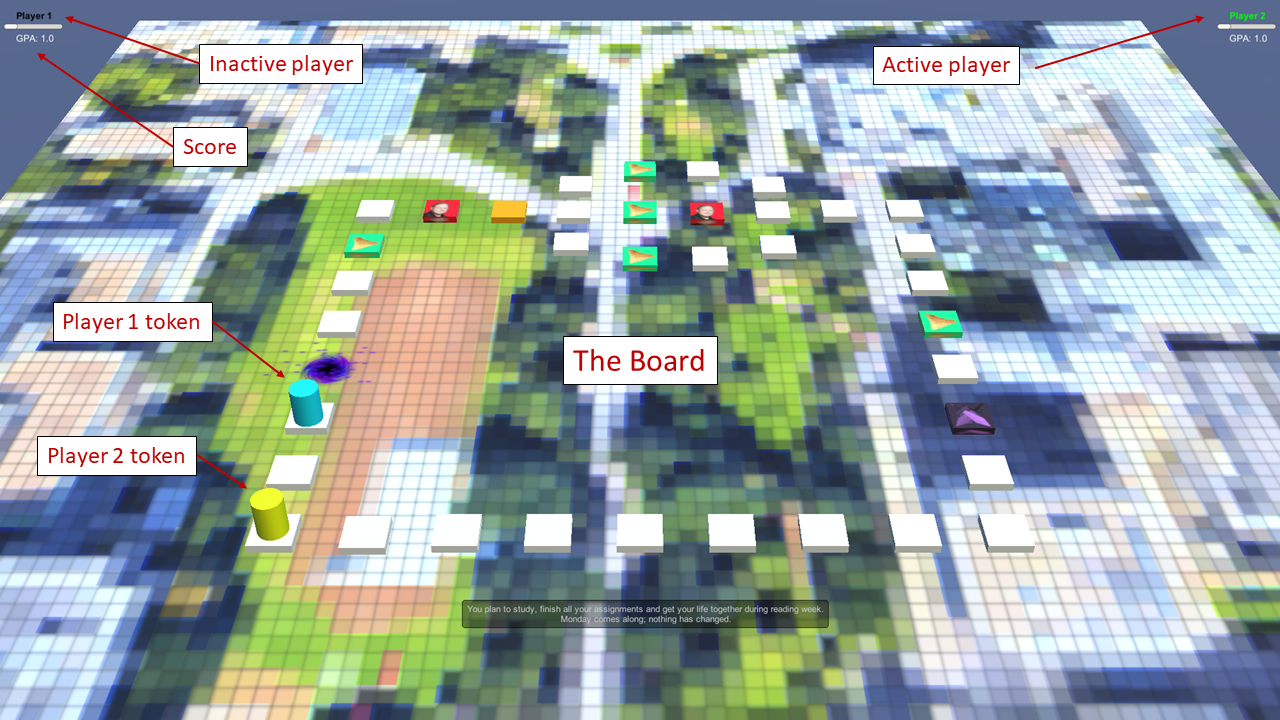 Player 1
GPA: 1.0
Player 2
GPA: 1.0
Inactive player
Active player
Score
Player 1 token
The Board
Player 2 token
You plan to study, finish all your assignments and get your life together during reading week.
Monday comes along; nothing has changed.